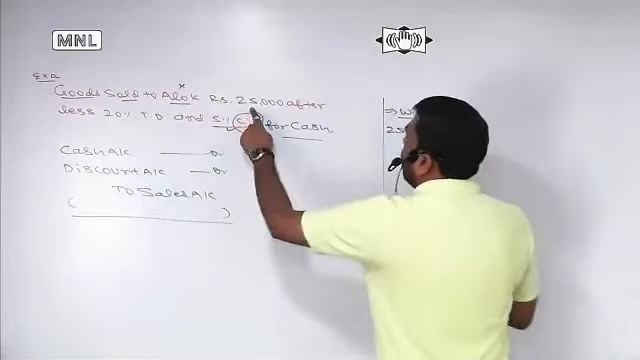 MNL
Exa
Goods Sold to Alok Rs. 25,000 after
less 20% T.D and 5% C. for Cash
Cash A/c ——— Dr
Discount A/c —— Dr
To Sales A/c
( )